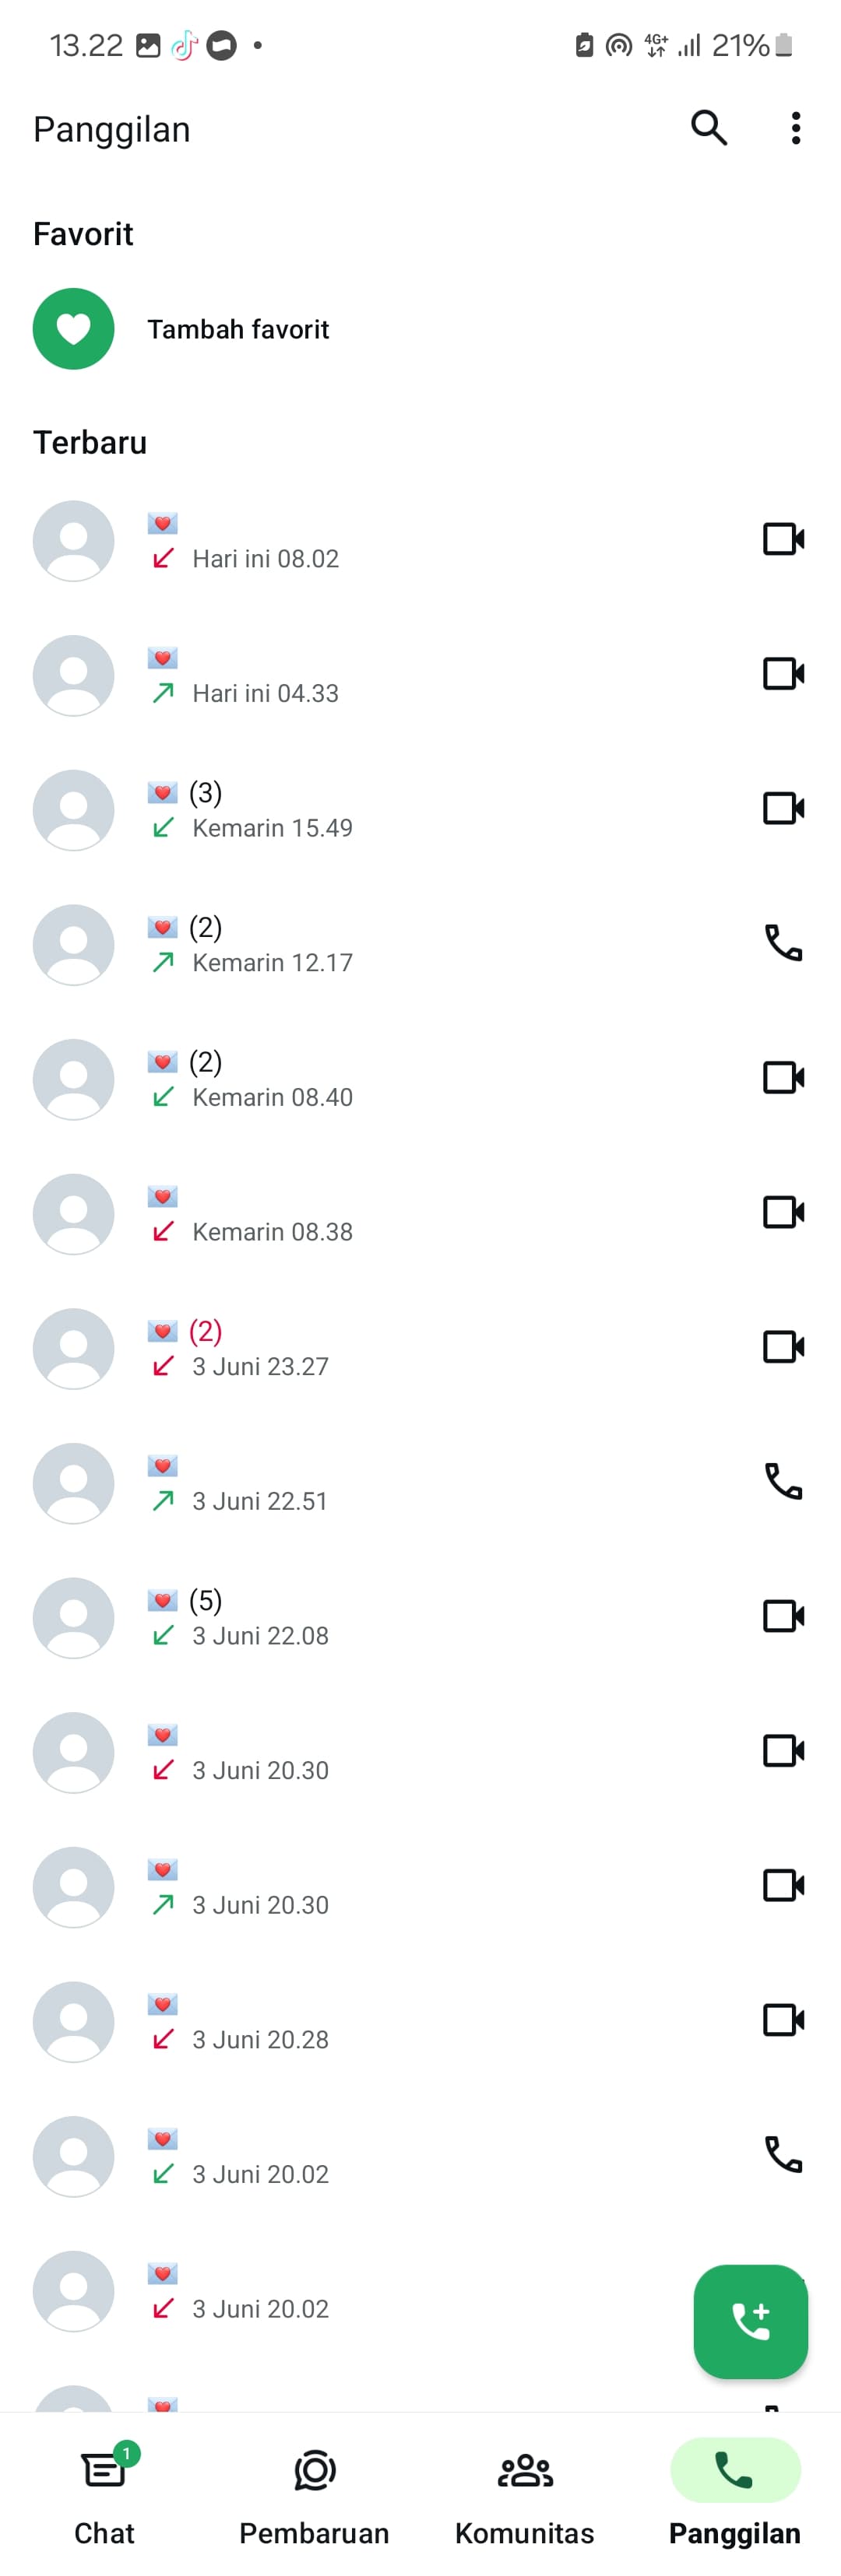 13.22 4G+ 21%
Panggilan
Favorit
Tambah favorit
Terbaru
💌
Hari ini 08.02
💌
Hari ini 04.33
💌 (3)
Kemarin 15.49
💌 (2)
Kemarin 12.17
💌 (2)
Kemarin 08.40
💌
Kemarin 08.38
💌 (2)
3 Juni 23.27
💌
3 Juni 22.51
💌 (5)
3 Juni 22.08
💌
3 Juni 20.30
💌
3 Juni 20.30
💌
3 Juni 20.28
💌
3 Juni 20.02
💌
3 Juni 20.02
💌
1
Chat Pembaruan Komunitas Panggilan